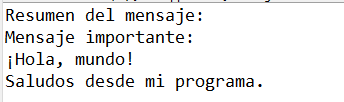 Resumen del mensaje:
Mensaje importante:
¡Hola, mundo!
Saludos desde mi programa.